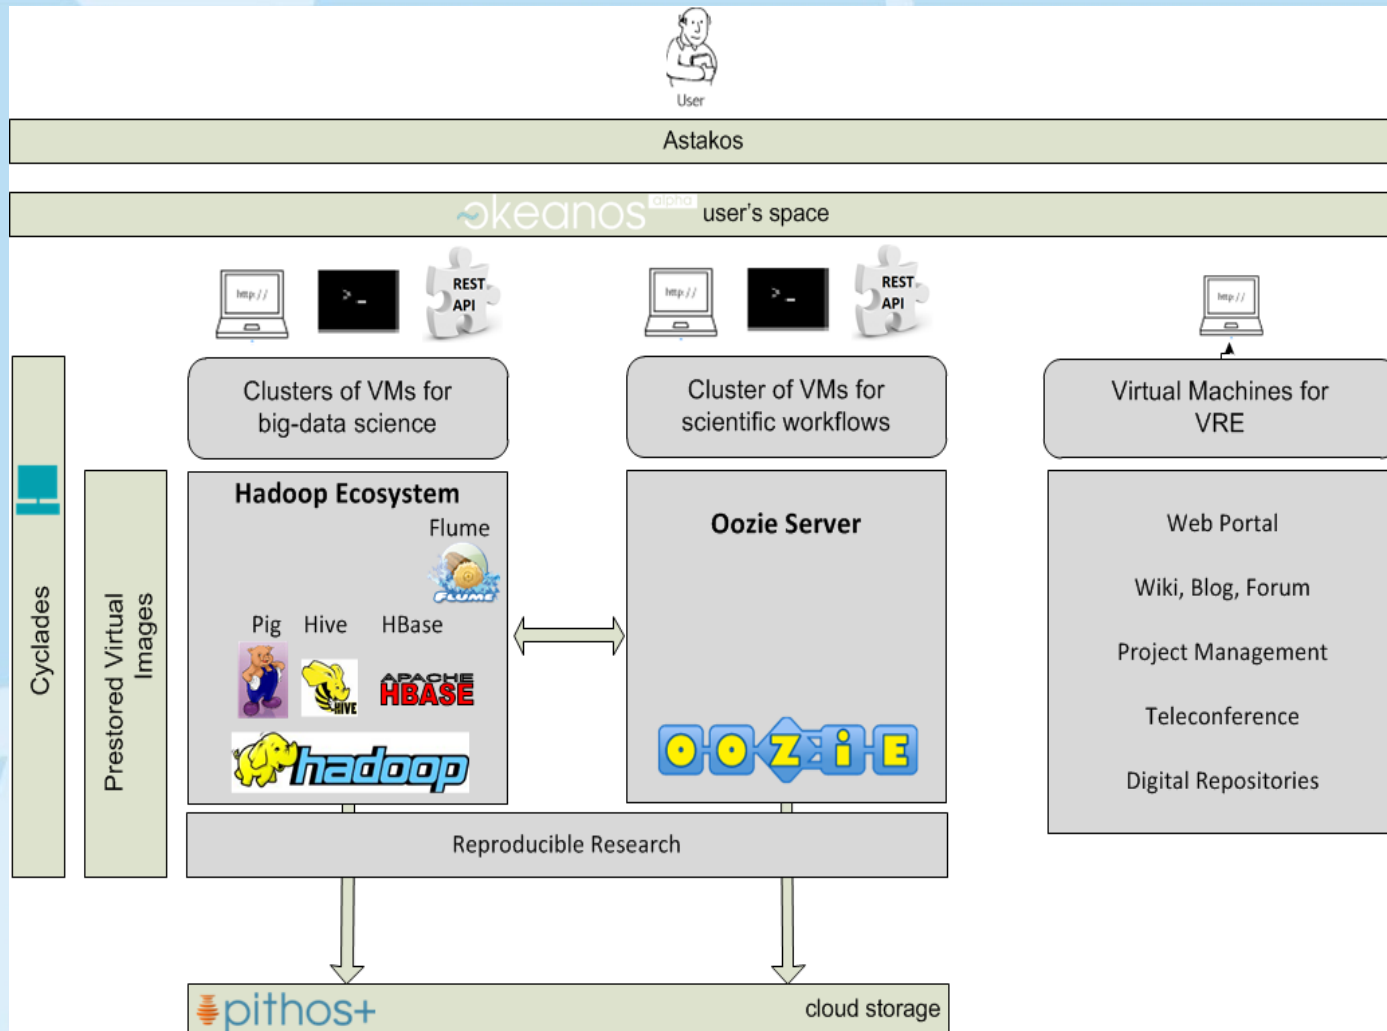 User
Astakos
~okeanos alpha user's space
http://
>_
REST
API
http://
>_
REST
API
http://
Clusters of VMs for
big-data science
Cluster of VMs for
scientific workflows
Virtual Machines for
VRE
Cyclades
Prestored Virtual
Images
Hadoop Ecosystem
Flume
FLUME
Pig Hive HBase
HIVE
APACHE
HBASE
hadoop
Oozie Server
OOZiE
Web Portal
Wiki, Blog, Forum
Project Management
Teleconference
Digital Repositories
Reproducible Research
pithos+ cloud storage